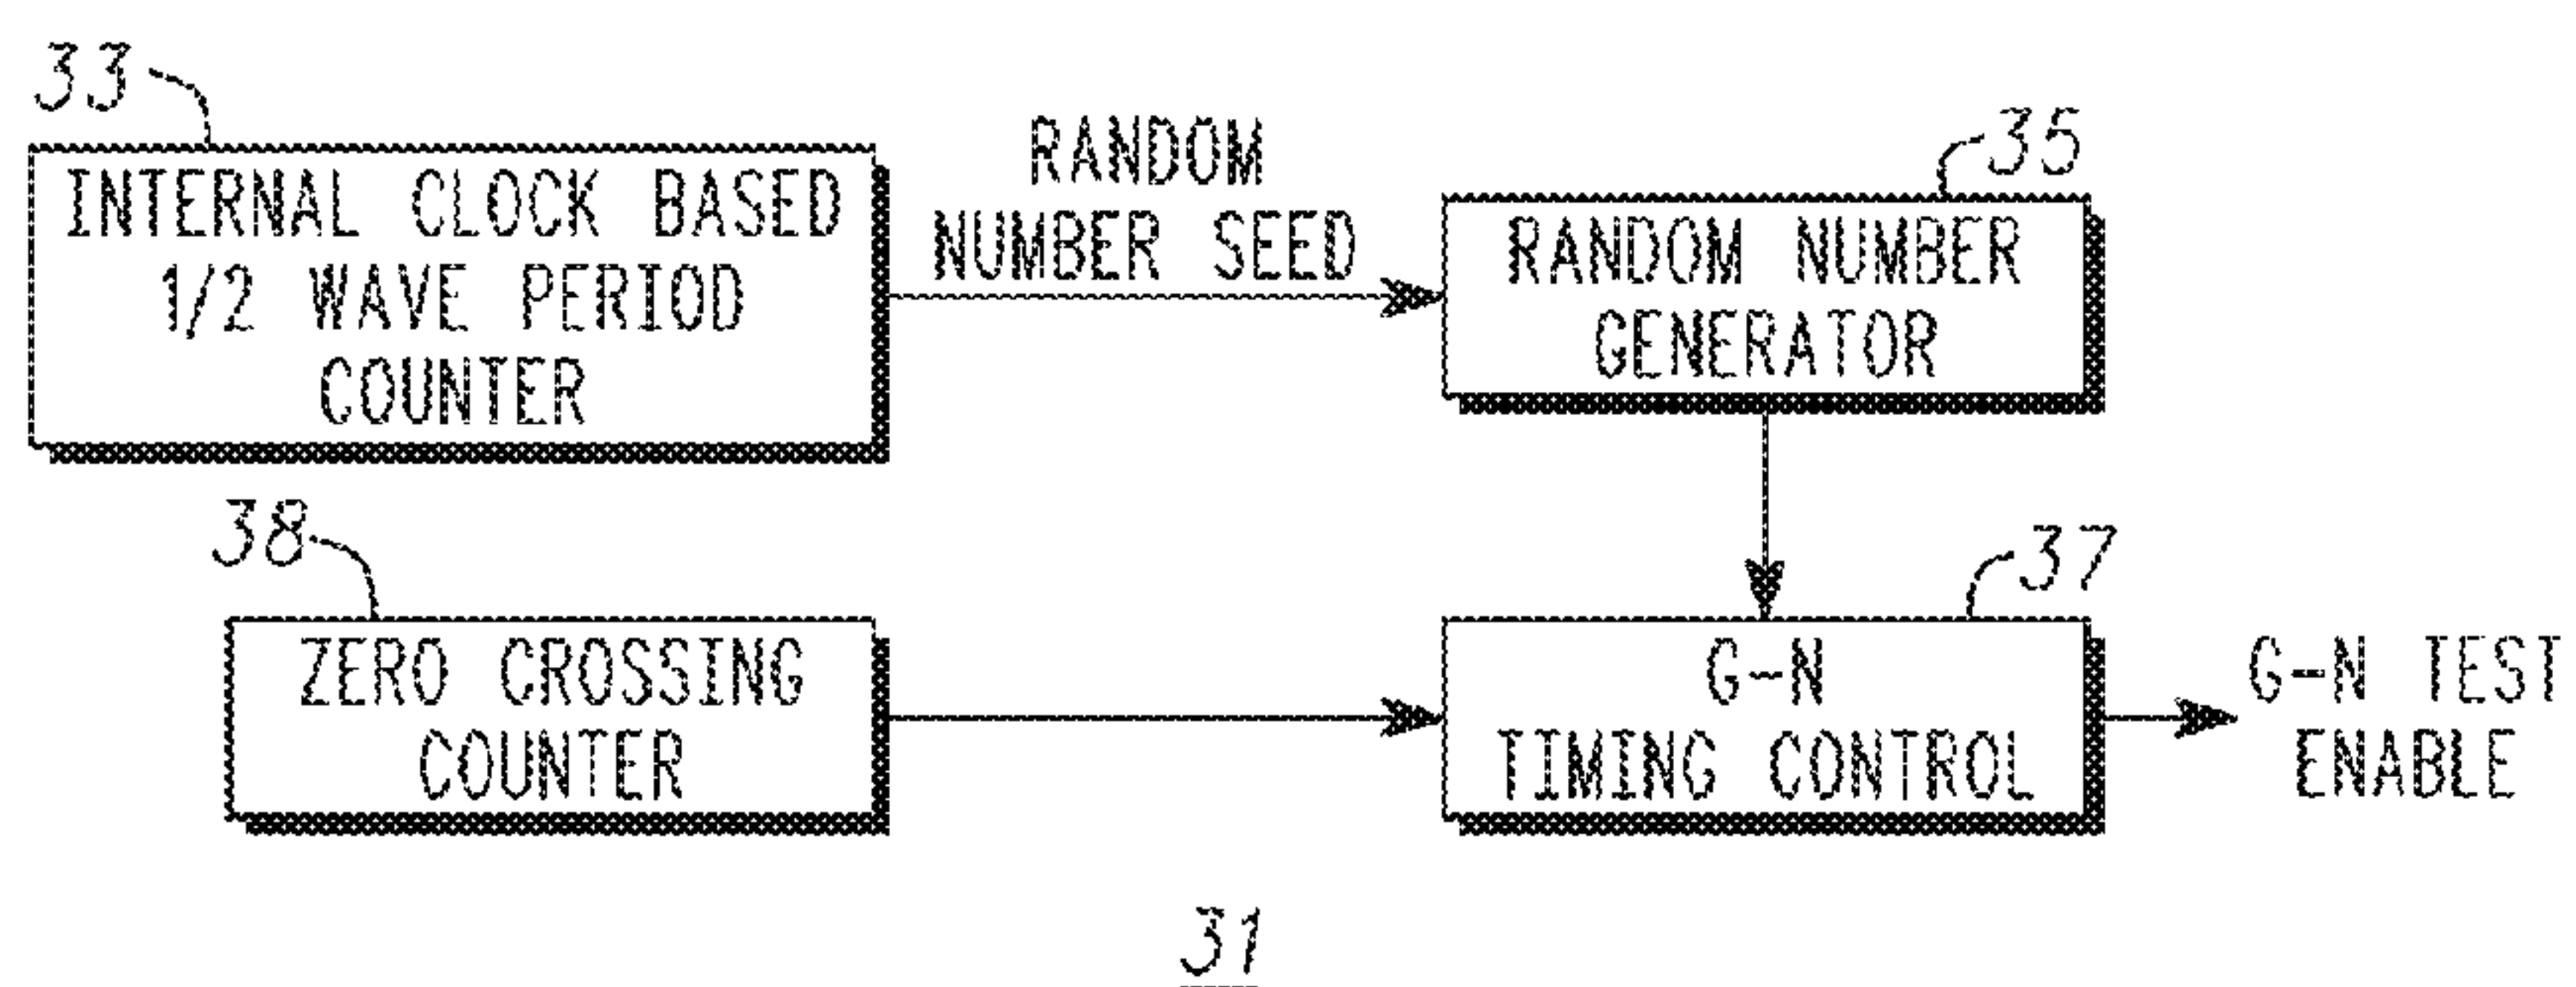 33
INTERNAL CLOCK BASED
1/2 WAVE PERIOD
COUNTER
RANDOM
NUMBER SEED
35
RANDOM NUMBER
GENERATOR
38
ZERO CROSSING
COUNTER
37
G-N
TIMING CONTROL
G-N TEST
ENABLE
31